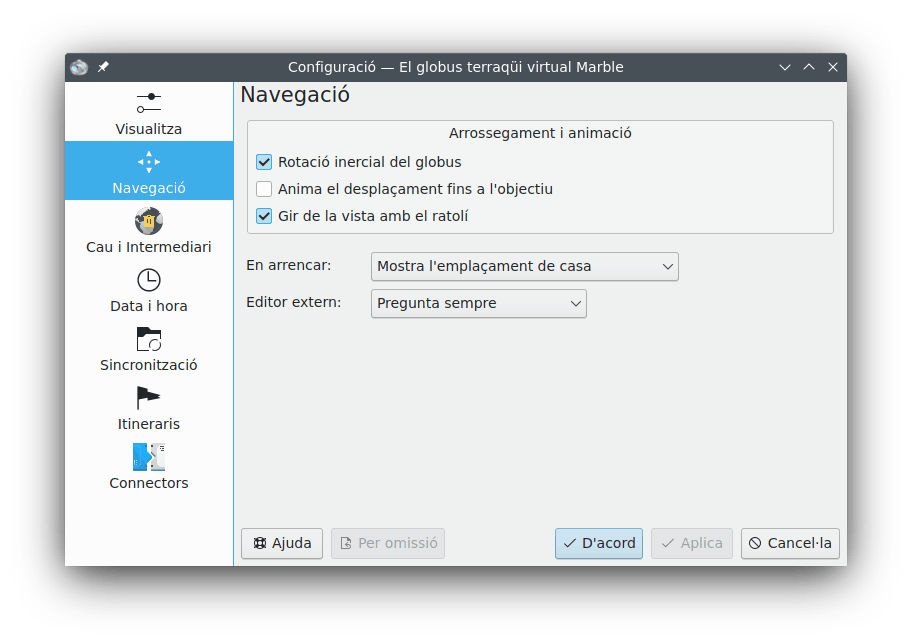 Configuració — El globus terraqüi virtual Marble
Visualitza
Navegació
Cau i Intermediari
Data i hora
Sincronització
Itineraris
Connectors
Navegació
Arrossegament i animació
Rotació inercial del globus
Anima el desplaçament fins a l'objectiu
Gir de la vista amb el ratolí
En arrencar: Mostra l'emplaçament de casa
Editor extern: Pregunta sempre
Ajuda Per omissió D'acord Aplica Cancel·la